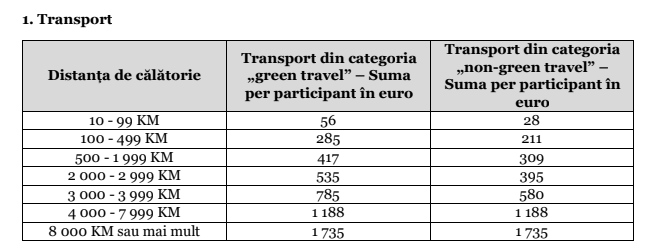 1. Transport
Distanța de călătorie
Transport din categoria
„green travel” – Suma
per participant în euro
Transport din categoria
„non-green travel” –
Suma per participant în
euro
10 - 99 KM 56 28
100 - 499 KM 285 211
500 - 1 999 KM 417 309
2 000 - 2 999 KM 535 395
3 000 - 3 999 KM 785 580
4 000 - 7 999 KM 1 188 1 188
8 000 KM sau mai mult 1 735 1 735